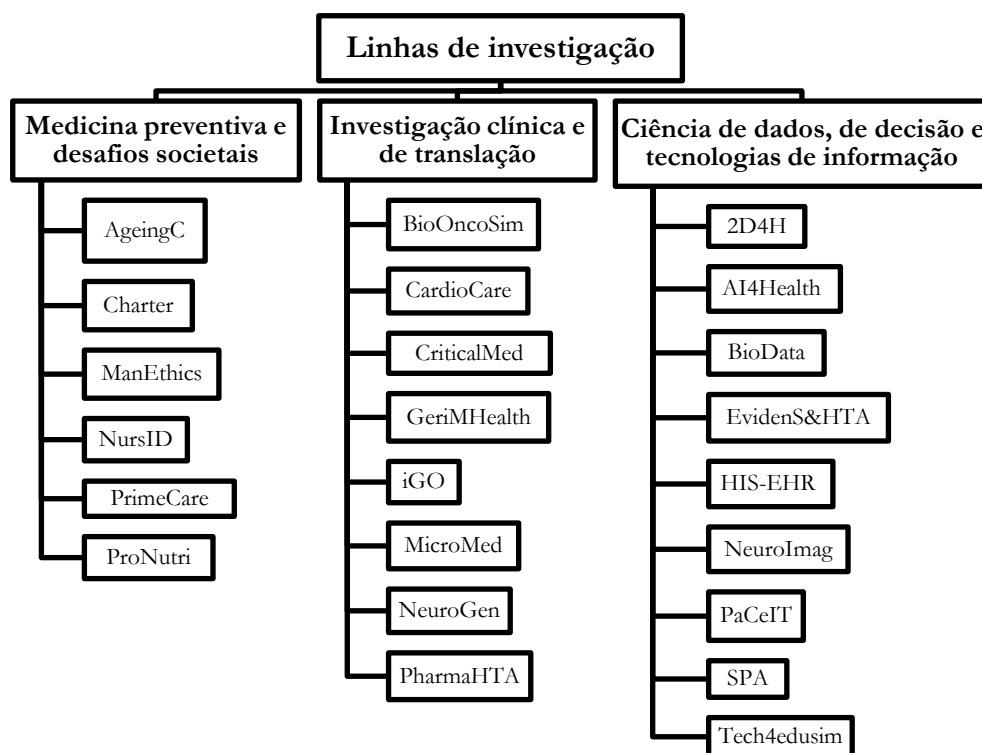 Linhas de investigação
Medicina preventiva e
desafios societais
AgeingC
Charter
ManEthics
NursID
PrimeCare
ProNutri
Investigação clínica e
de translação
BioOncoSim
CardioCare
CriticalMed
GeriMHealth
iGO
MicroMed
NeuroGen
PharmaHTA
Ciência de dados, de decisão e
tecnologias de informação
2D4H
AI4Health
BioData
EvidenS&HTA
HIS-EHR
NeuroImag
PaCeIT
SPA
Tech4edusim